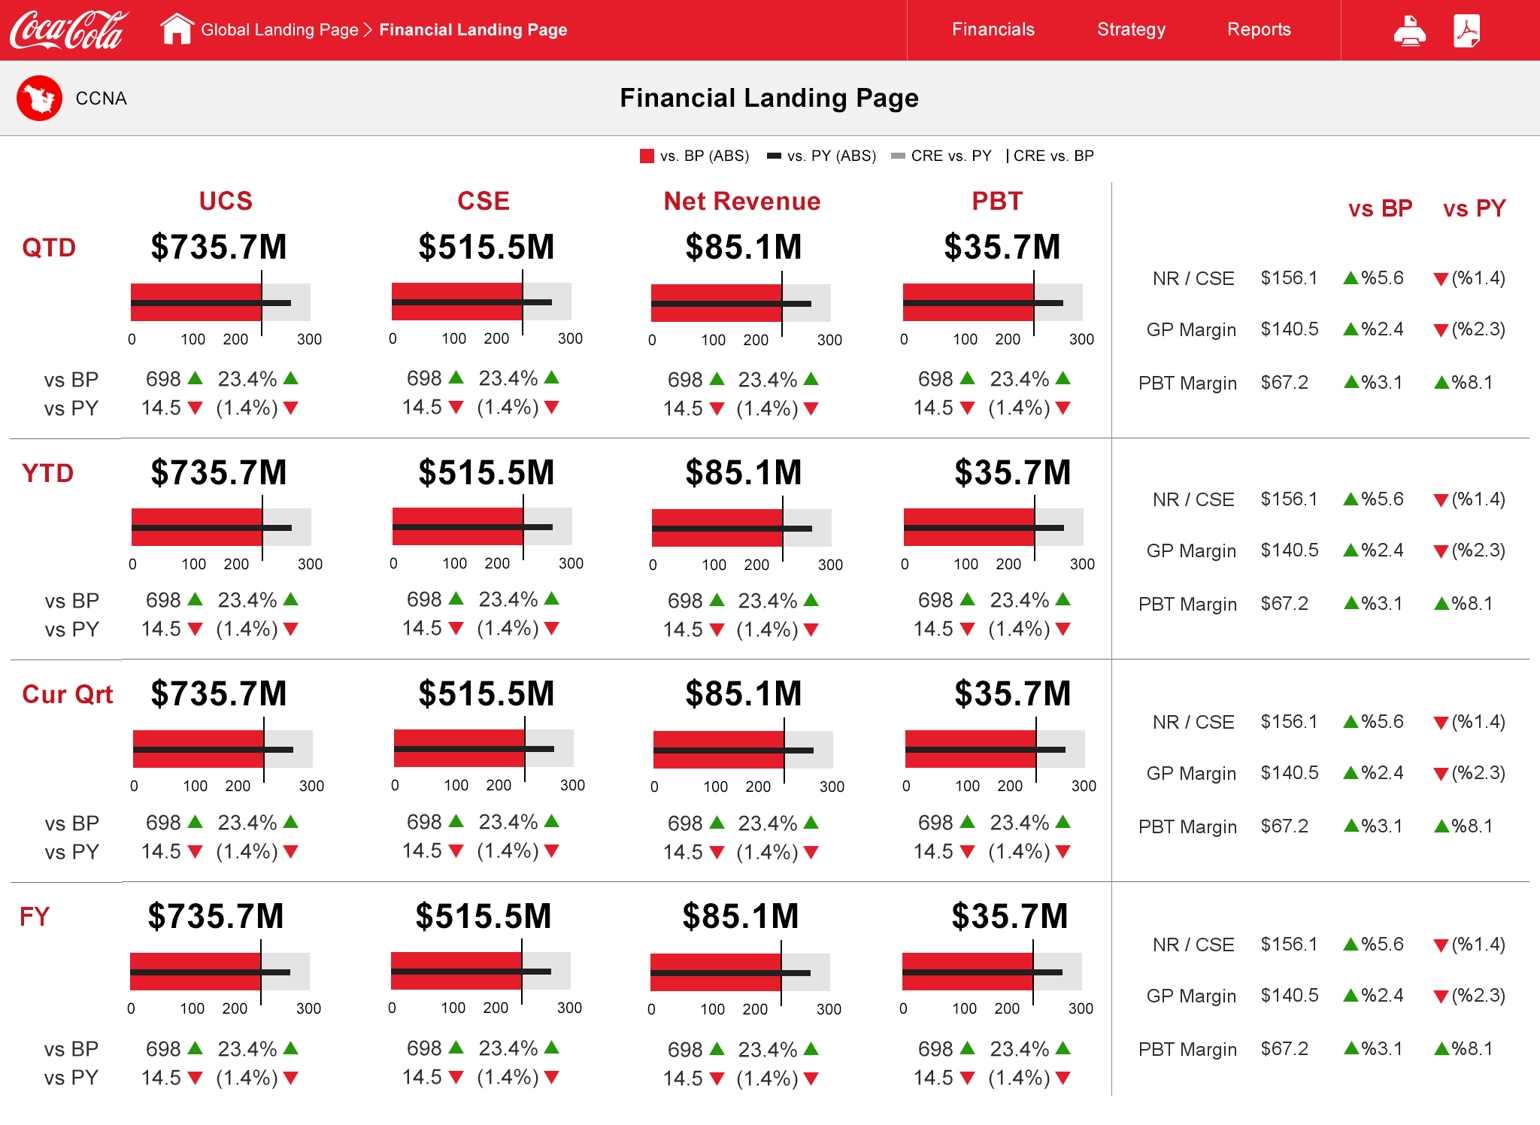 Coca-Cola Global Landing Page > Financial Landing Page Financials Strategy Reports
CCNA Financial Landing Page
vs. BP (ABS) vs. PY (ABS) CRE vs. PY CRE vs. BP
UCS CSE Net Revenue PBT vs BP vs PY
QTD $735.7M $515.5M $85.1M $35.7M
NR / CSE $156.1 %5.6 (%1.4)
GP Margin $140.5 %2.4 (%2.3)
0 100 200 300 0 100 200 300 0 100 200 300 0 100 200 300
vs BP 698 23.4% 698 23.4% 698 23.4% 698 23.4%
PBT Margin $67.2 %3.1 %8.1
vs PY 14.5 (1.4%) 14.5 (1.4%) 14.5 (1.4%) 14.5 (1.4%)
YTD $735.7M $515.5M $85.1M $35.7M
NR / CSE $156.1 %5.6 (%1.4)
GP Margin $140.5 %2.4 (%2.3)
0 100 200 300 0 100 200 300 0 100 200 300 0 100 200 300
vs BP 698 23.4% 698 23.4% 698 23.4% 698 23.4%
PBT Margin $67.2 %3.1 %8.1
vs PY 14.5 (1.4%) 14.5 (1.4%) 14.5 (1.4%) 14.5 (1.4%)
Cur Qrt $735.7M $515.5M $85.1M $35.7M
NR / CSE $156.1 %5.6 (%1.4)
GP Margin $140.5 %2.4 (%2.3)
0 100 200 300 0 100 200 300 0 100 200 300 0 100 200 300
vs BP 698 23.4% 698 23.4% 698 23.4% 698 23.4%
PBT Margin $67.2 %3.1 %8.1
vs PY 14.5 (1.4%) 14.5 (1.4%) 14.5 (1.4%) 14.5 (1.4%)
FY $735.7M $515.5M $85.1M $35.7M
NR / CSE $156.1 %5.6 (%1.4)
GP Margin $140.5 %2.4 (%2.3)
0 100 200 300 0 100 200 300 0 100 200 300 0 100 200 300
vs BP 698 23.4% 698 23.4% 698 23.4% 698 23.4%
PBT Margin $67.2 %3.1 %8.1
vs PY 14.5 (1.4%) 14.5 (1.4%) 14.5 (1.4%) 14.5 (1.4%)